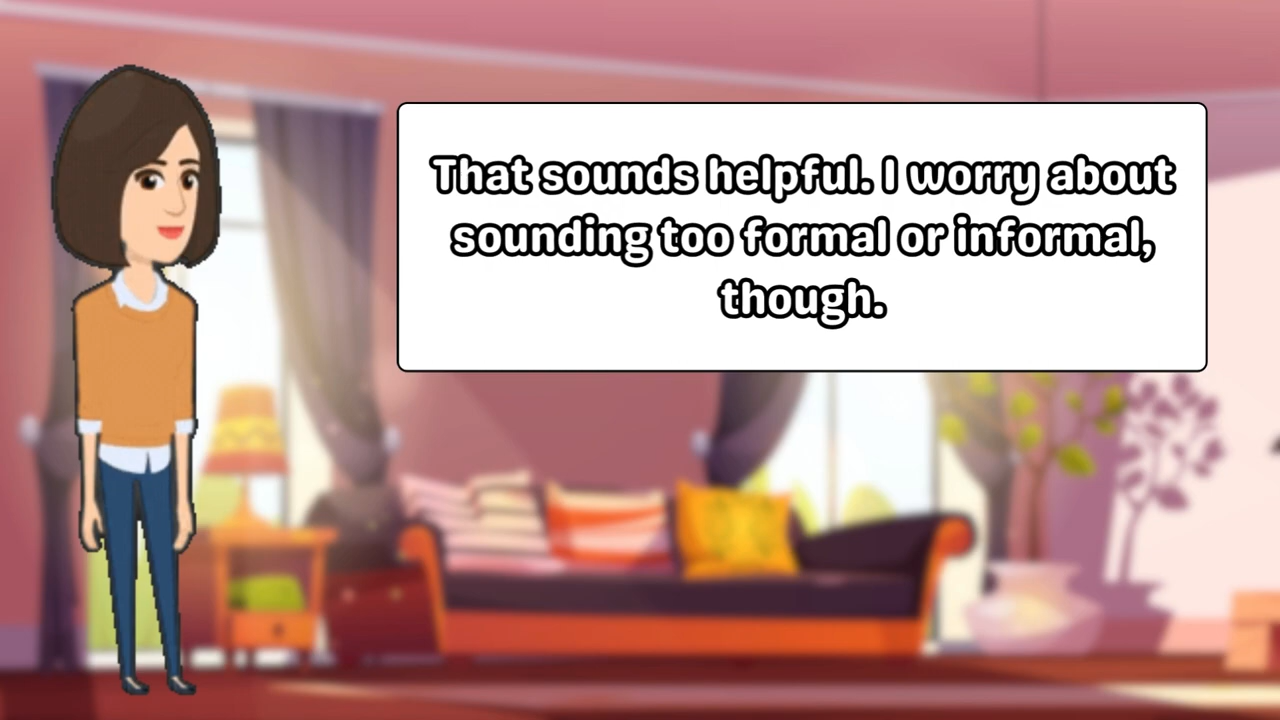 That sounds helpful. I worry about
sounding too formal or informal,
though.